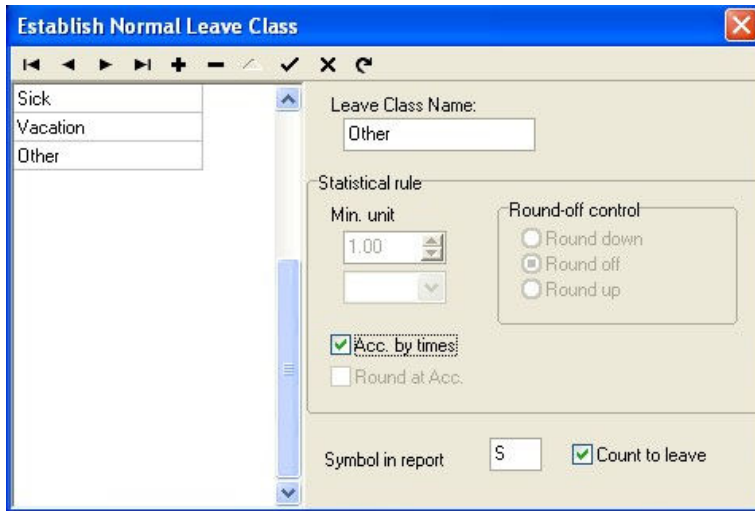 Establish Normal Leave Class
Sick
Vacation
Other
Leave Class Name:
Other
Statistical rule
Min. unit
1.00
Round-off control
Round down
Round off
Round up
Acc. by times
Round at Acc.
Symbol in report
S
Count to leave